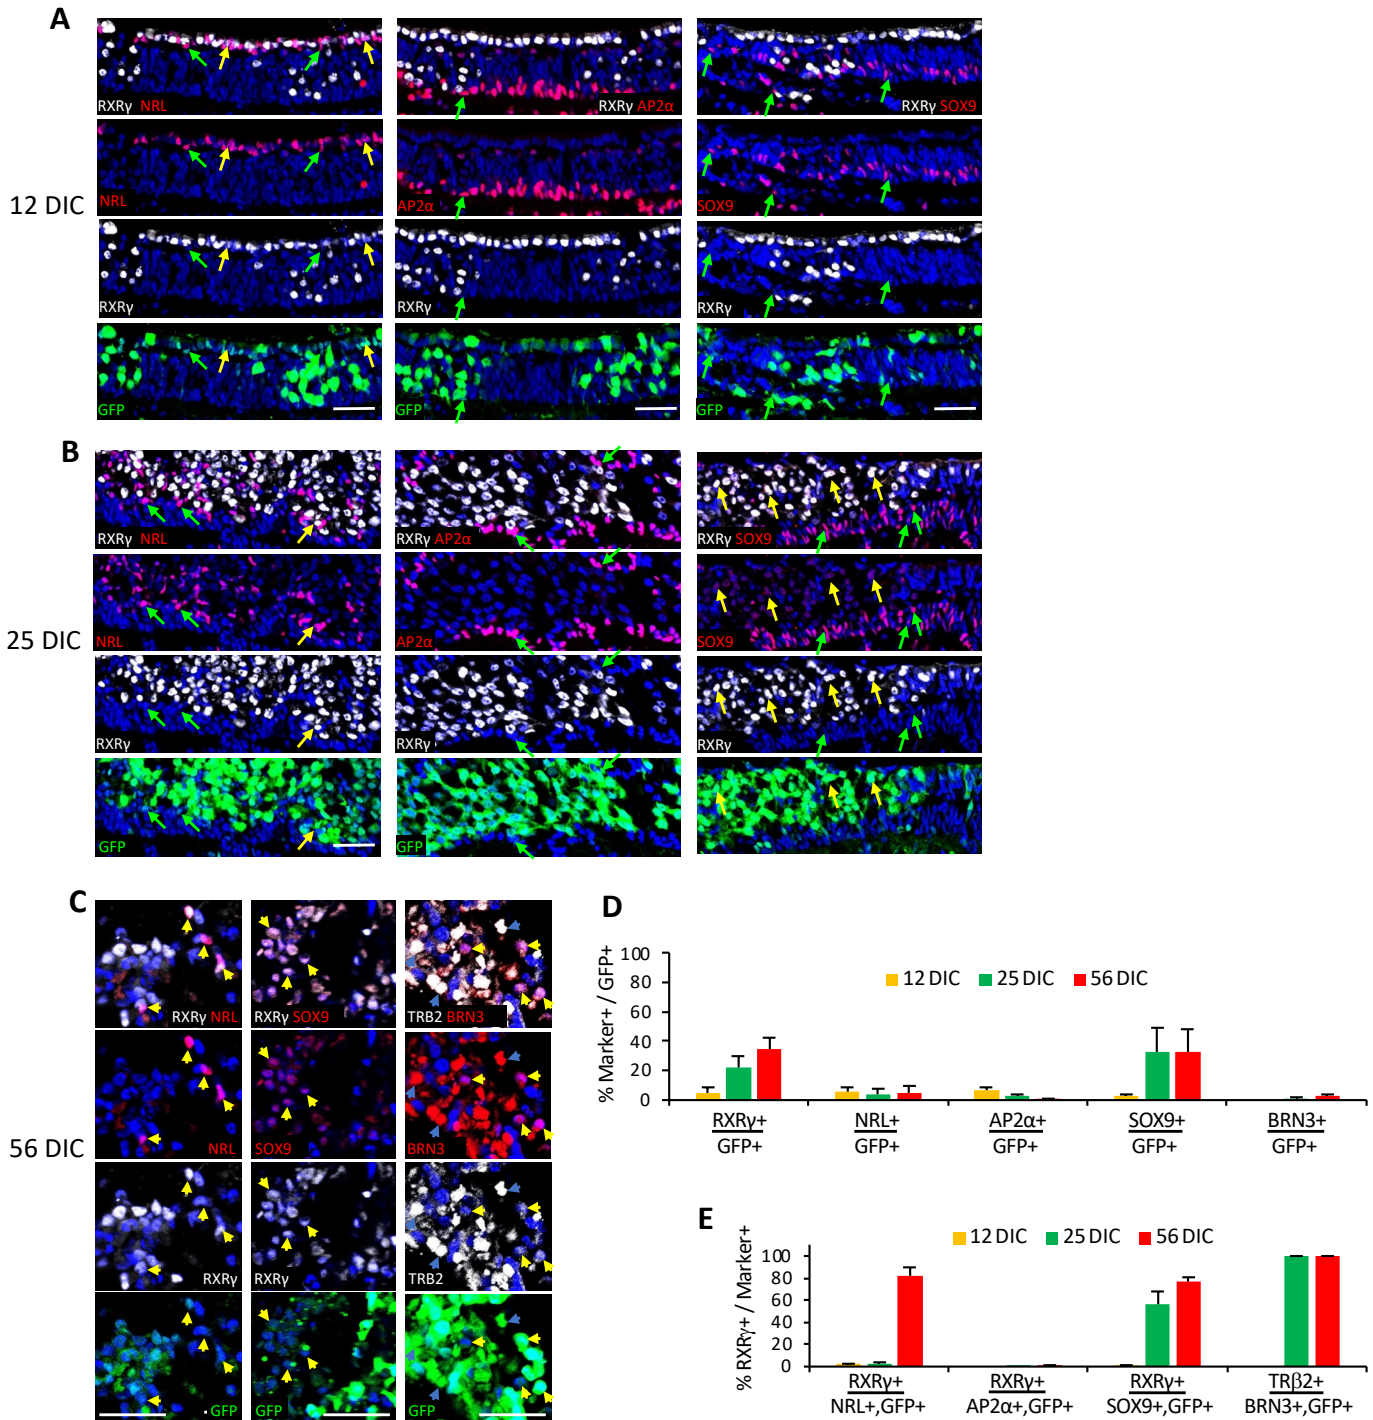 A
RXRγ NRL
RXRγ AP2α
RXRγ SOX9
NRL
AP2α
SOX9
12 DIC
RXRγ
RXRγ
RXRγ
GFP
GFP
GFP
B
RXRγ NRL
RXRγ AP2α
RXRγ SOX9
NRL
AP2α
SOX9
25 DIC
RXRγ
RXRγ
RXRγ
GFP
GFP
C
RXRγ NRL
RXRγ SOX9
TRB2 BRN3
NRL
SOX9
BRN3
56 DIC
RXRγ
RXRγ
TRB2
GFP
GFP
GFP
D
% Marker+ / GFP+
100
80
60
40
20
0
12 DIC
25 DIC
56 DIC
RXRγ+
GFP+
NRL+
GFP+
AP2α+
GFP+
SOX9+
GFP+
BRN3+
GFP+
E
% RXRγ+ / Marker+
100
80
60
40
20
0
12 DIC
25 DIC
56 DIC
RXRγ+
NRL+,GFP+
RXRγ+
AP2α+,GFP+
RXRγ+
SOX9+,GFP+
TRβ2+
BRN3+,GFP+